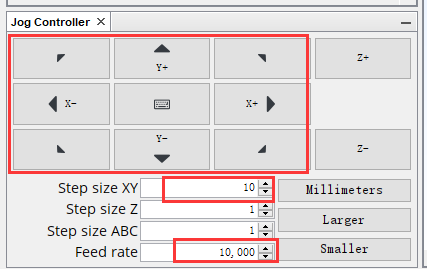 Jog Controller ×
Y+
Z+
X-
X+
Y-
Z-
Step size XY 10 Millimeters
Step size Z 1
Larger
Step size ABC 1
Feed rate 10,000 Smaller